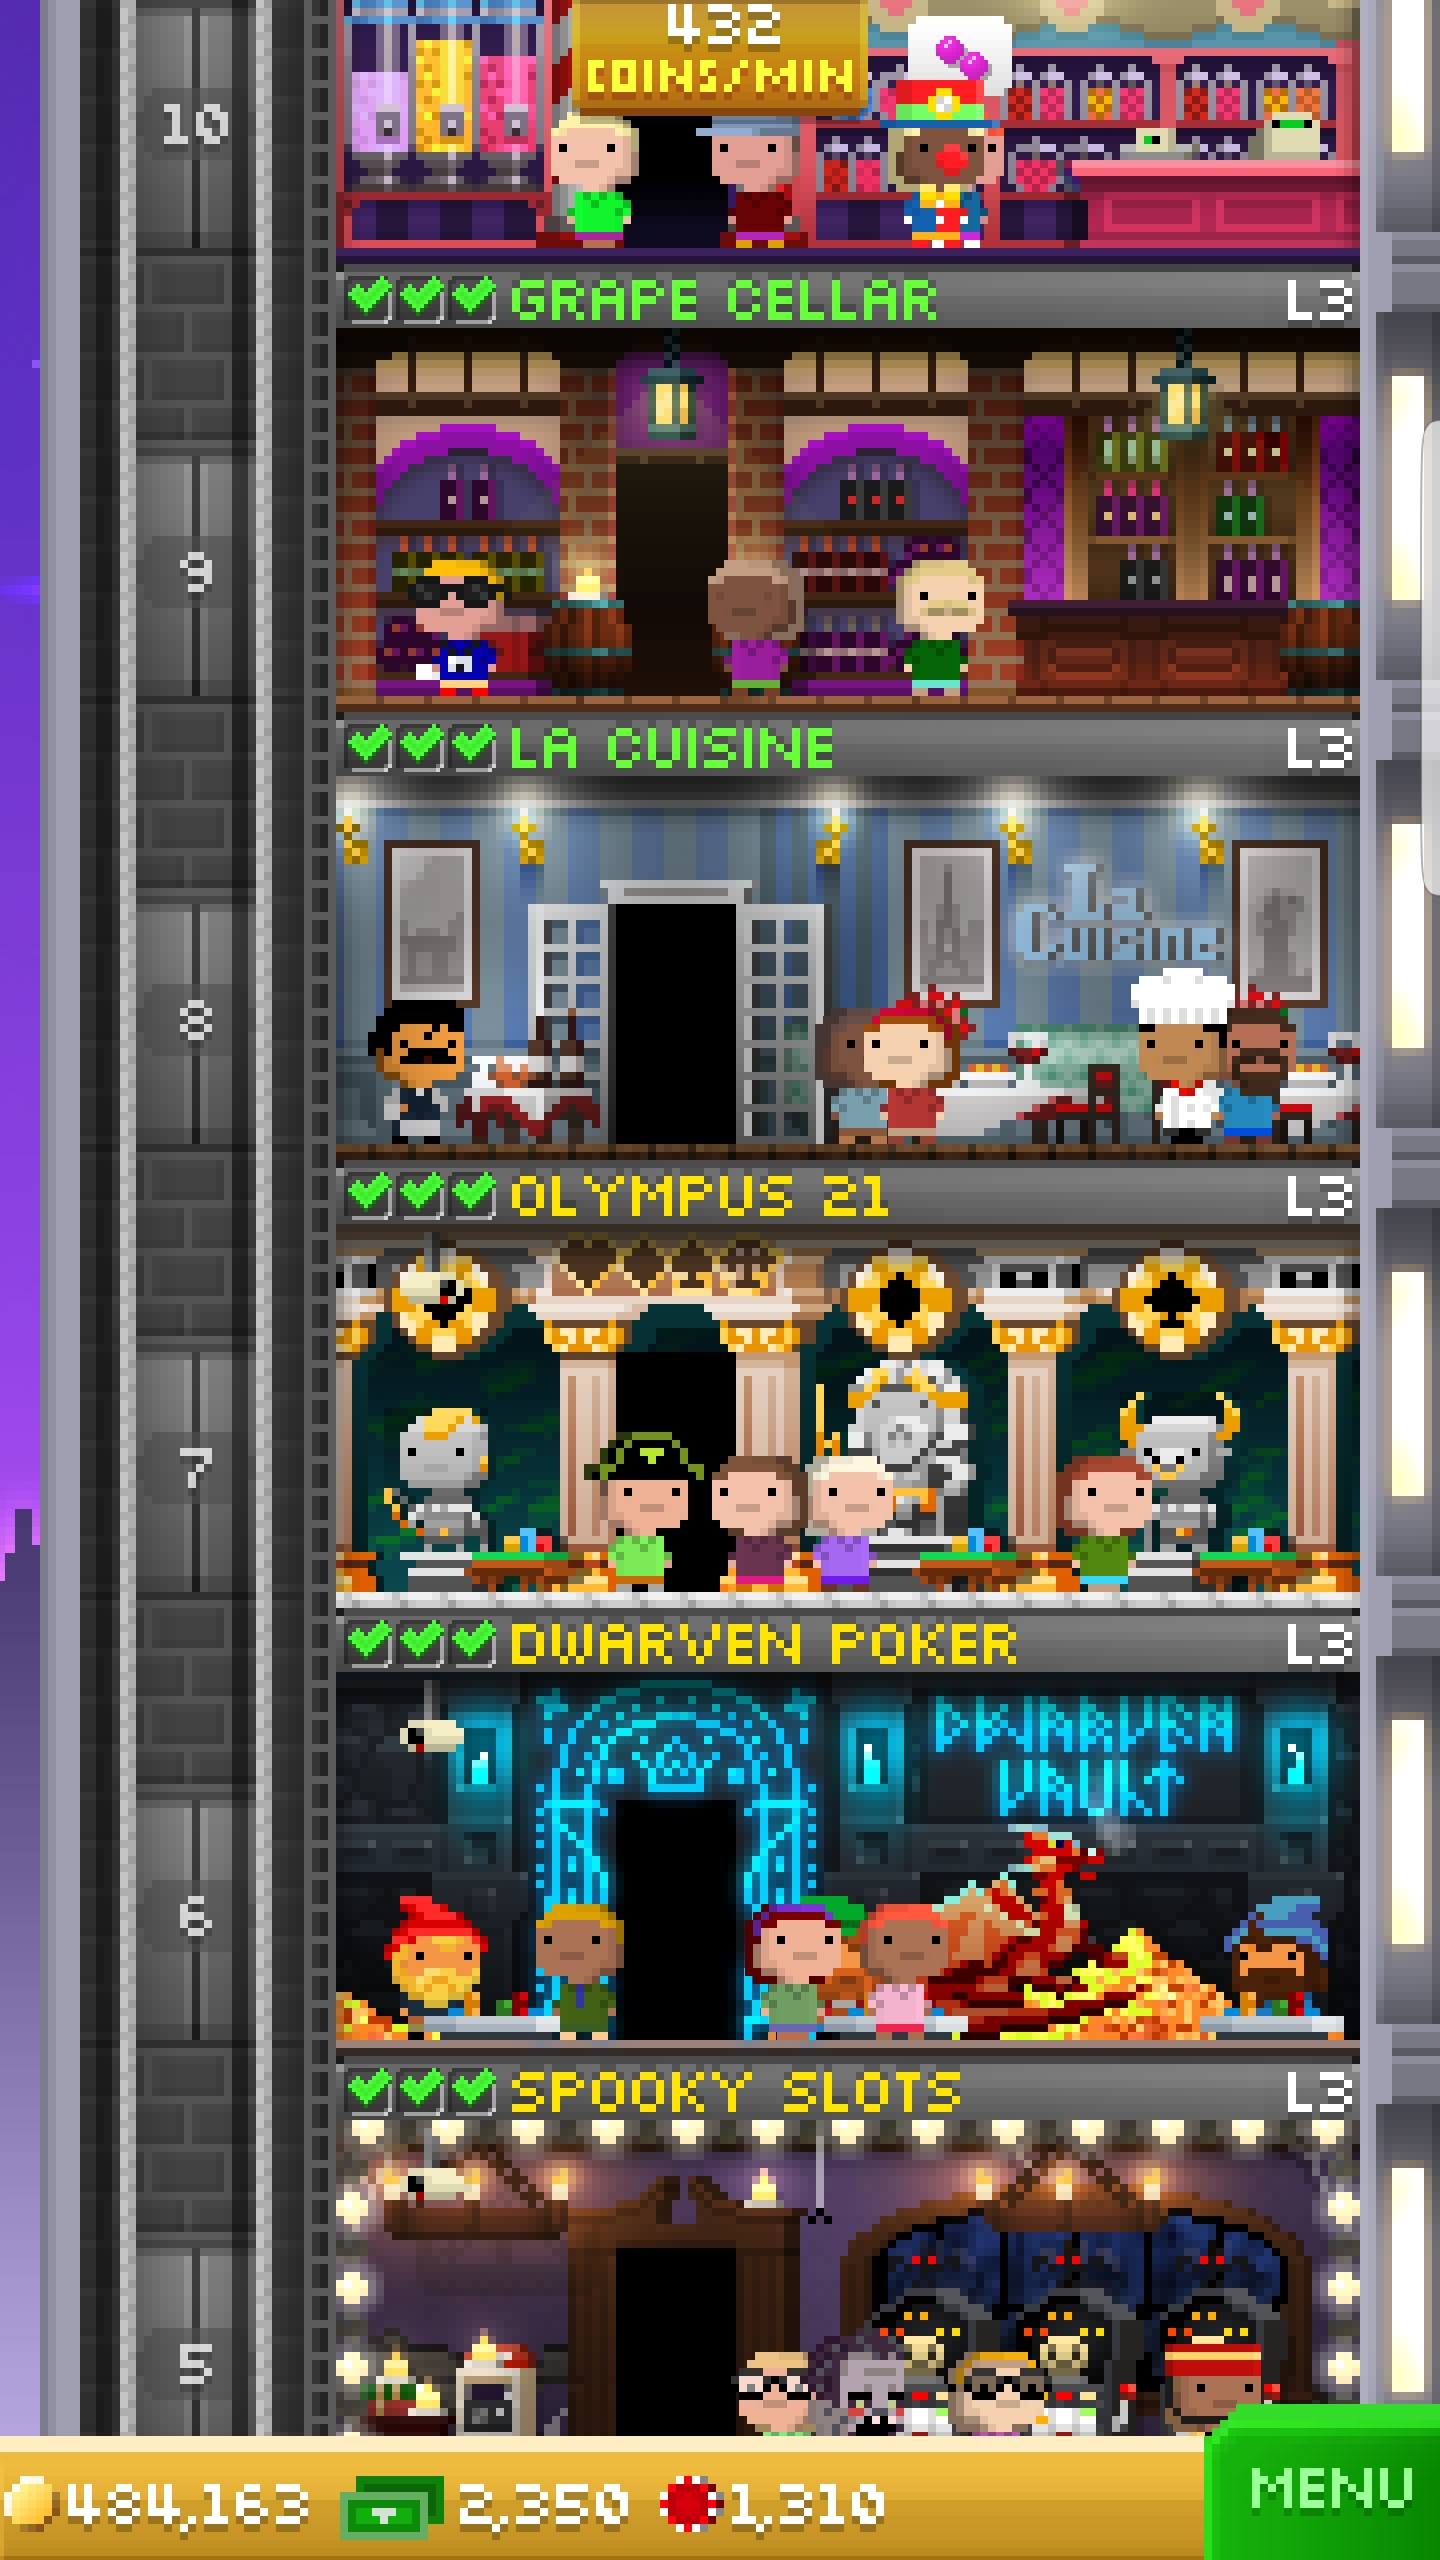 432
COINS/MIN
10
GRAPE CELLAR L3
9
LA CUISINE L3
La
Cuisine
8
OLYMPUS 21 L3
7
DWARVEN POKER L3
DWARVEN
VAULT
6
SPOOKY SLOTS L3
5
484,163 2,350 1,310
MENU